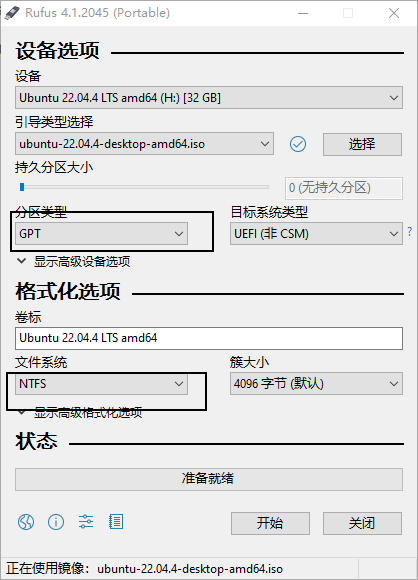 Rufus 4.1.2045 (Portable)
设备选项
设备
Ubuntu 22.04.4 LTS amd64 (H:) [32 GB]
引导类型选择
ubuntu-22.04.4-desktop-amd64.iso
选择
持久分区大小
0 (无持久分区)
分区类型
目标系统类型
GPT
UEFI (非 CSM)
?
显示高级设备选项
格式化选项
卷标
Ubuntu 22.04.4 LTS amd64
文件系统
簇大小
NTFS
4096 字节 (默认)
显示高级格式化选项
状态
准备就绪
开始
关闭
正在使用镜像：ubuntu-22.04.4-desktop-amd64.iso